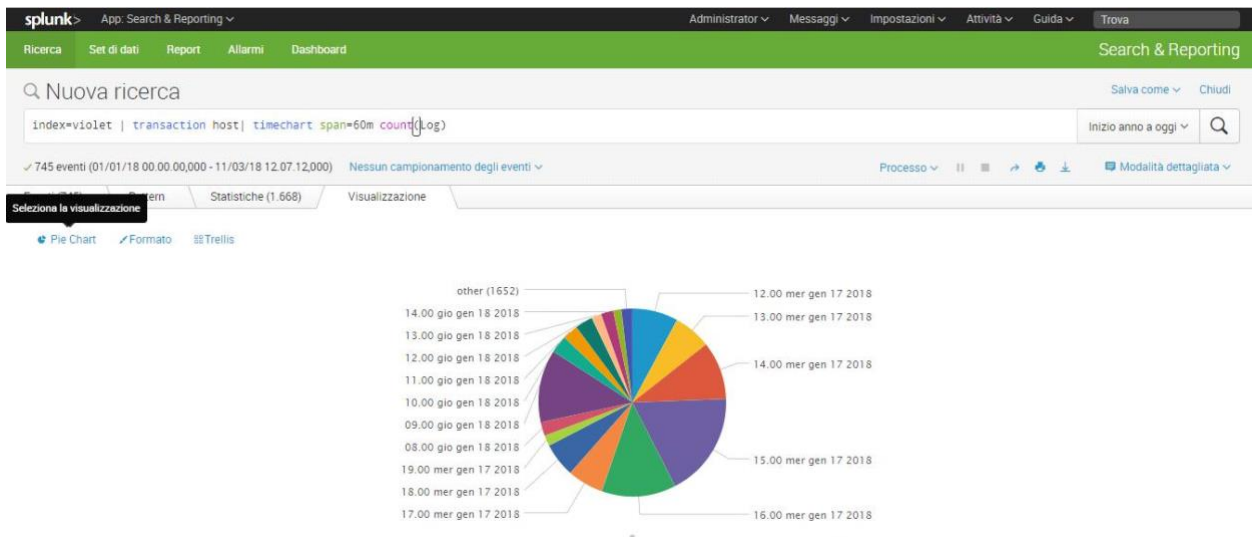 splunk> App: Search & Reporting Administrator Messaggi Impostazioni Attività Guida Trova
Ricerca Set di dati Report Allarmi Dashboard Search & Reporting
Nuova ricerca Salva come Chiudi
index=violet | transaction host| timechart span=60m count(Log) Inizio anno a oggi
745 eventi (01/01/18 00.00.00,000 - 11/03/18 12.07.12,000) Nessun campionamento degli eventi Processo Modalità dettagliata
Statistiche (1.668) Visualizzazione
Seleziona la visualizzazione
Pie Chart Formato Trellis
other (1652)
14.00 gio gen 18 2018
13.00 gio gen 18 2018
12.00 gio gen 18 2018
11.00 gio gen 18 2018
10.00 gio gen 18 2018
09.00 gio gen 18 2018
08.00 gio gen 18 2018
19.00 mer gen 17 2018
18.00 mer gen 17 2018
17.00 mer gen 17 2018
12.00 mer gen 17 2018
13.00 mer gen 17 2018
14.00 mer gen 17 2018
15.00 mer gen 17 2018
16.00 mer gen 17 2018